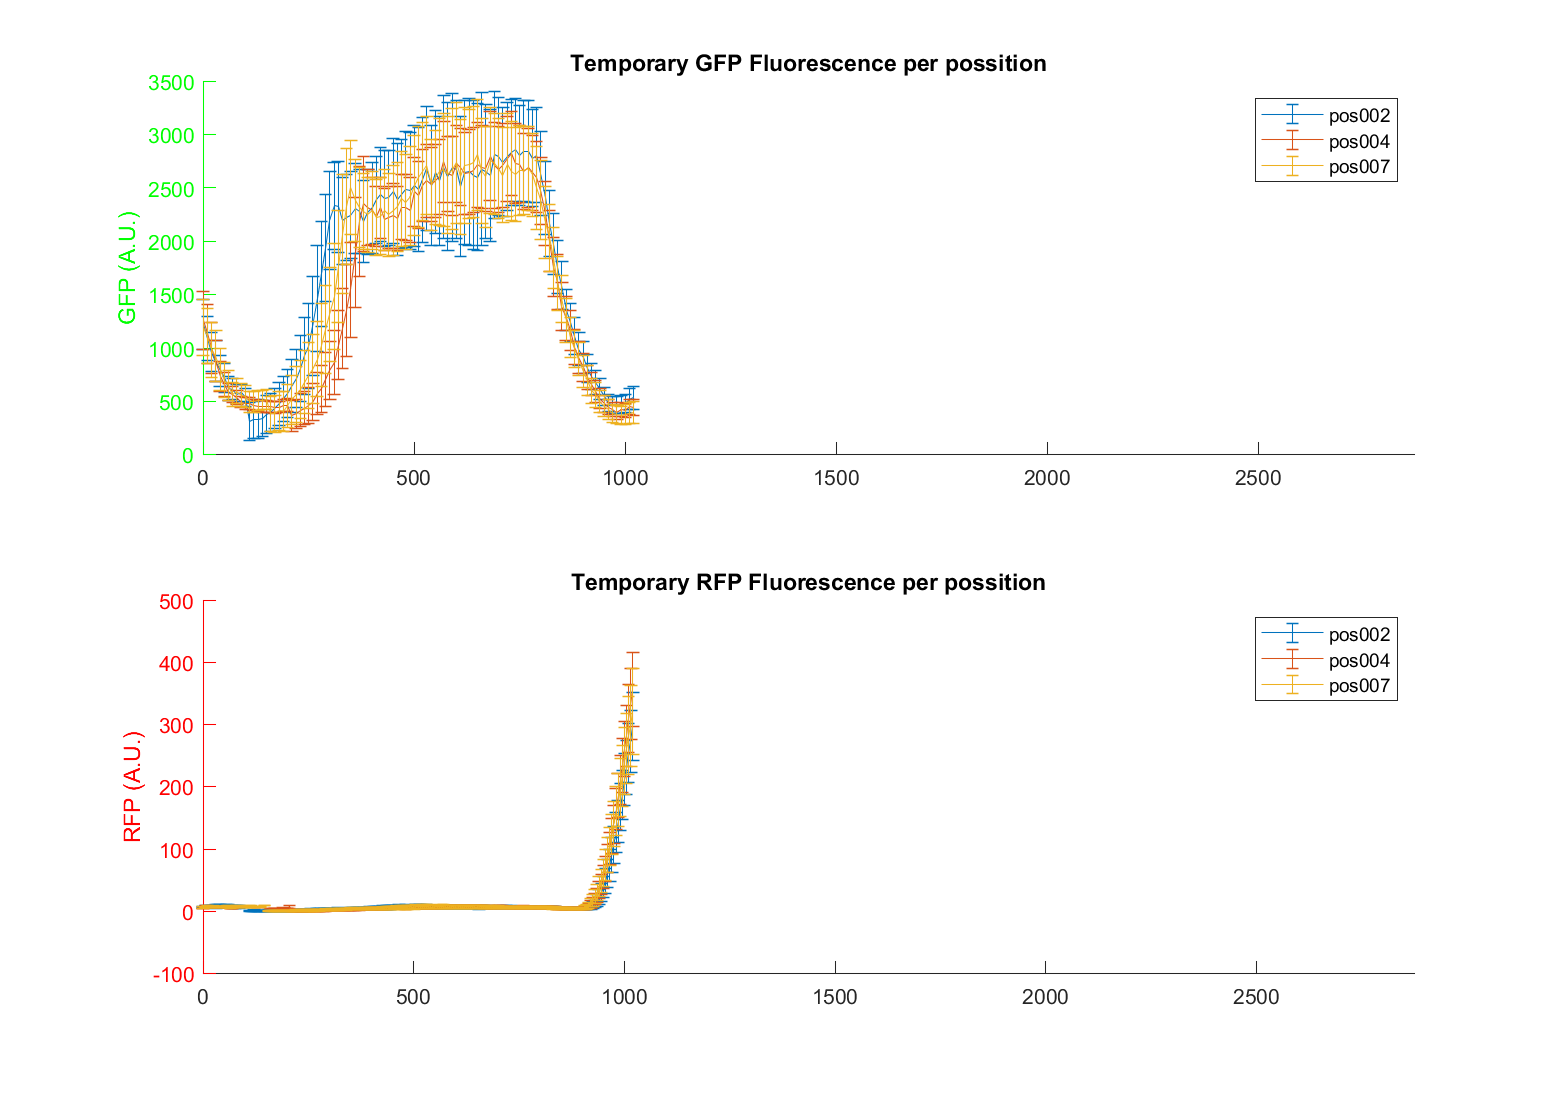 Temporary GFP Fluorescence per possition
3500
3000
2500
2000
1500
1000
500
0
GFP (A.U.)
0 500 1000 1500 2000 2500
pos002
pos004
pos007
Temporary RFP Fluorescence per possition
500
400
300
200
100
0
-100
RFP (A.U.)
0 500 1000 1500 2000 2500
pos002
pos004
pos007